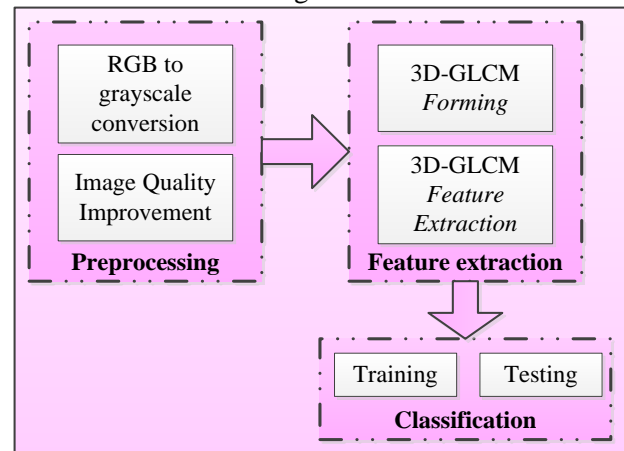 RGB to
grayscale
conversion
Image Quality
Improvement
Preprocessing
3D-GLCM
Forming
3D-GLCM
Feature
Extraction
Feature extraction
Training
Testing
Classification